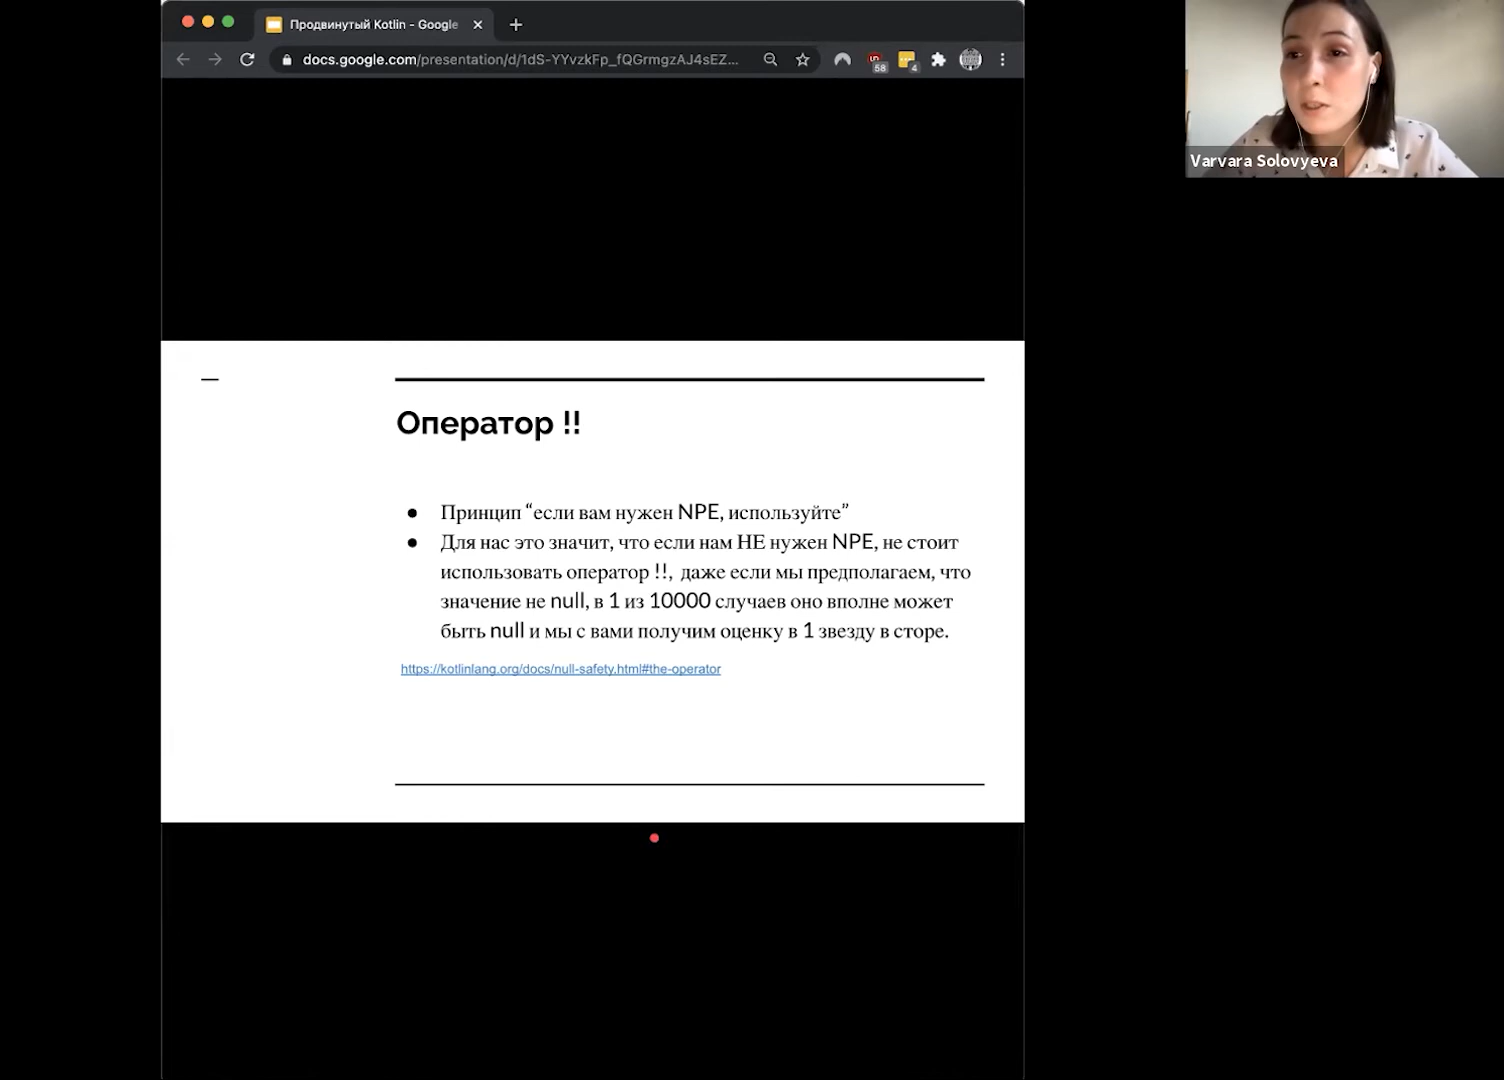 Продвинутый Kotlin - Google
docs.google.com/presentation/d/1dS-YYvzkFp_fQGrmgzAJ4sEZ...
58
4
Varvara Solovyeva
Оператор !!
● Принцип “если вам нужен NPE, используйте”
● Для нас это значит, что если нам НЕ нужен NPE, не стоит
использовать оператор !!, даже если мы предполагаем, что
значение не null, в 1 из 10000 случаев оно вполне может
быть null и мы с вами получим оценку в 1 звезду в сторе.
https://kotlinlang.org/docs/null-safety.html#the-operator